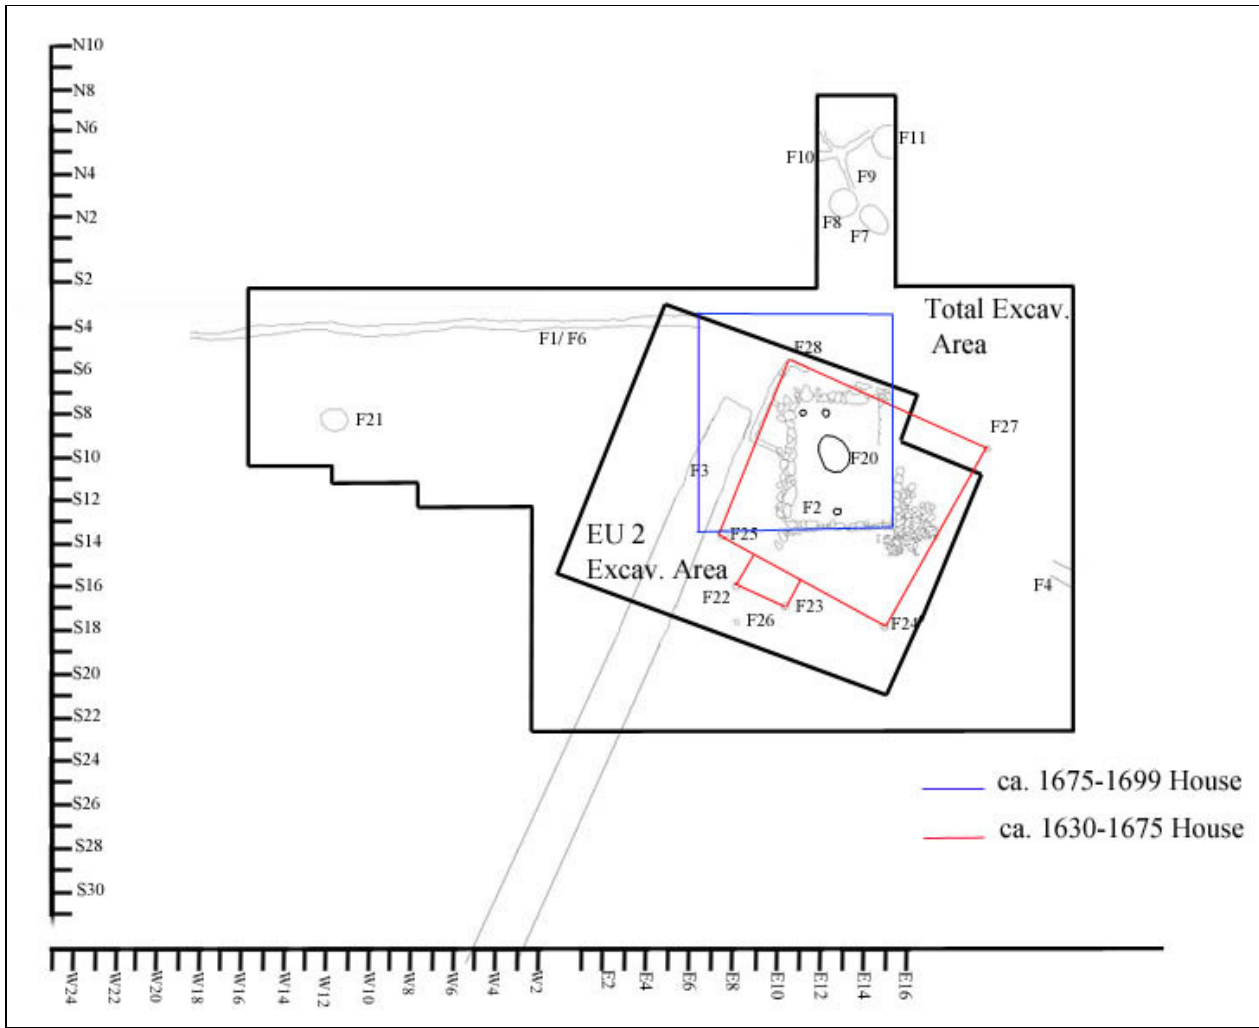 N10
N8
N6
N4
N2
S2
S4
S6
S8
S10
S12
S14
S16
S18
S20
S22
S24
S26
S28
S30
F10
F11
F9
F8
F7
Total Excav.
Area
F1/ F6
F28
F21
F27
F3
F20
F2
EU 2
Excav. Area
F25
F22
F23
F26
F24
F4
ca. 1675-1699 House
ca. 1630-1675 House
W24
W22
W20
W18
W16
W14
W12
W10
W8
W6
W4
W2
E2
E4
E6
E8
E10
E12
E14
E16